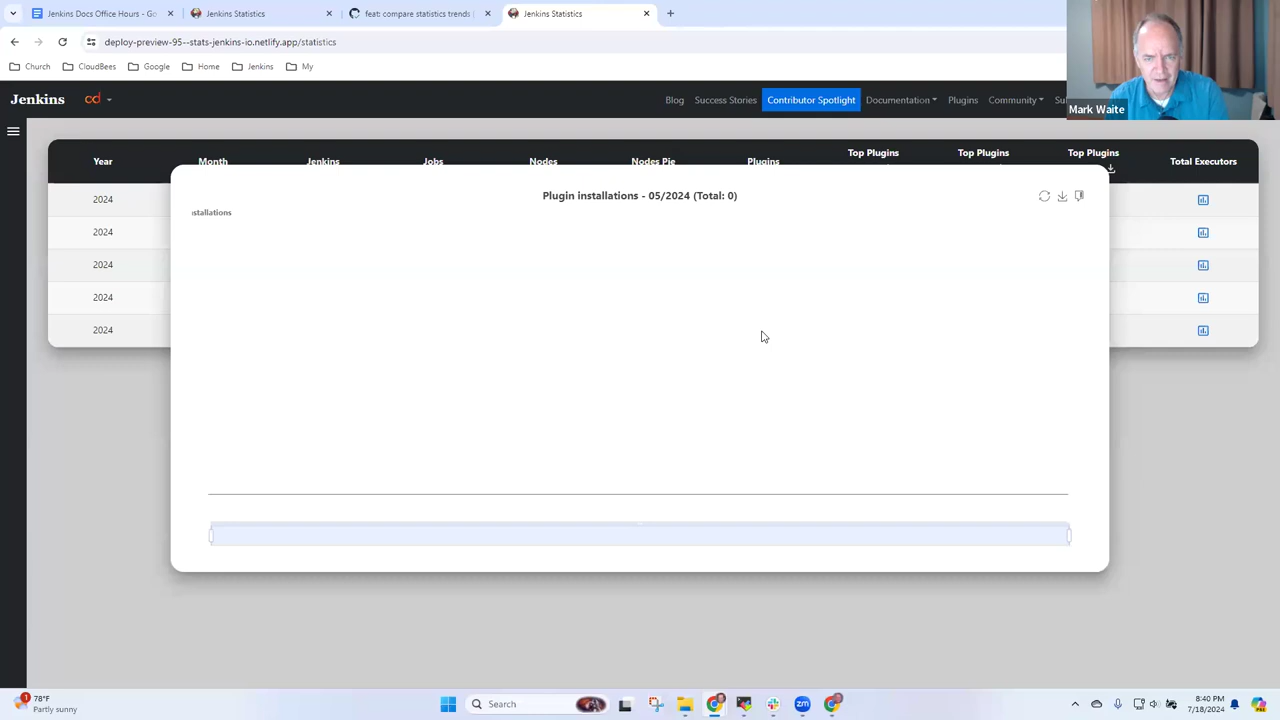 Jenkins Docs Office Hours - Go
Jenkins Statistics
feat: compare statistics trends
Jenkins Statistics
deploy-preview-95--stats-jenkins-io.netlify.app/statistics
Church
CloudBees
Google
Home
Jenkins
My
Mark Waite
Jenkins
cd
Blog
Success Stories
Contributor Spotlight
Documentation
Plugins
Community
Su
Year
Month
Jenkins
Jobs
Nodes
Nodes Pie
Plugins
Top Plugins
Top Plugins
Top Plugins
Total Executors
2024
2024
2024
2024
2024
Plugin installations - 05/2024 (Total: 0)
stallations
1
78°F
Partly sunny
Search
zm
8:40 PM
7/18/2024